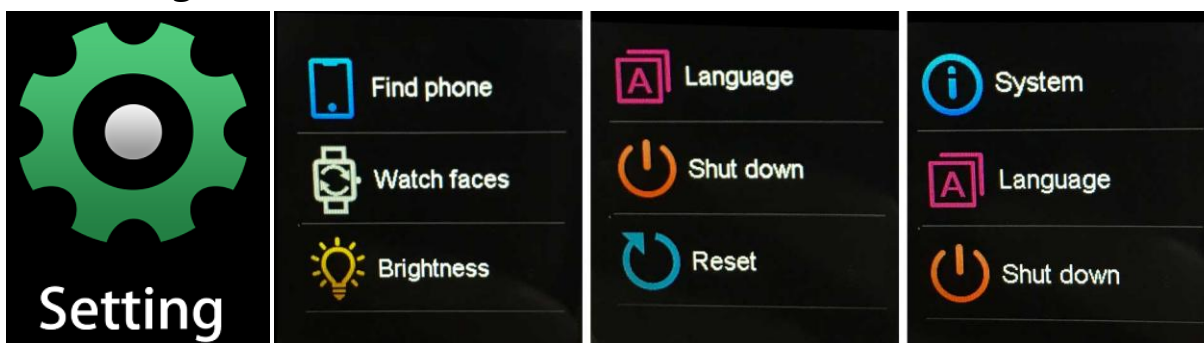 Setting
Find phone
Watch faces
Brightness
Language
Shut down
Reset
System
Language
Shut down